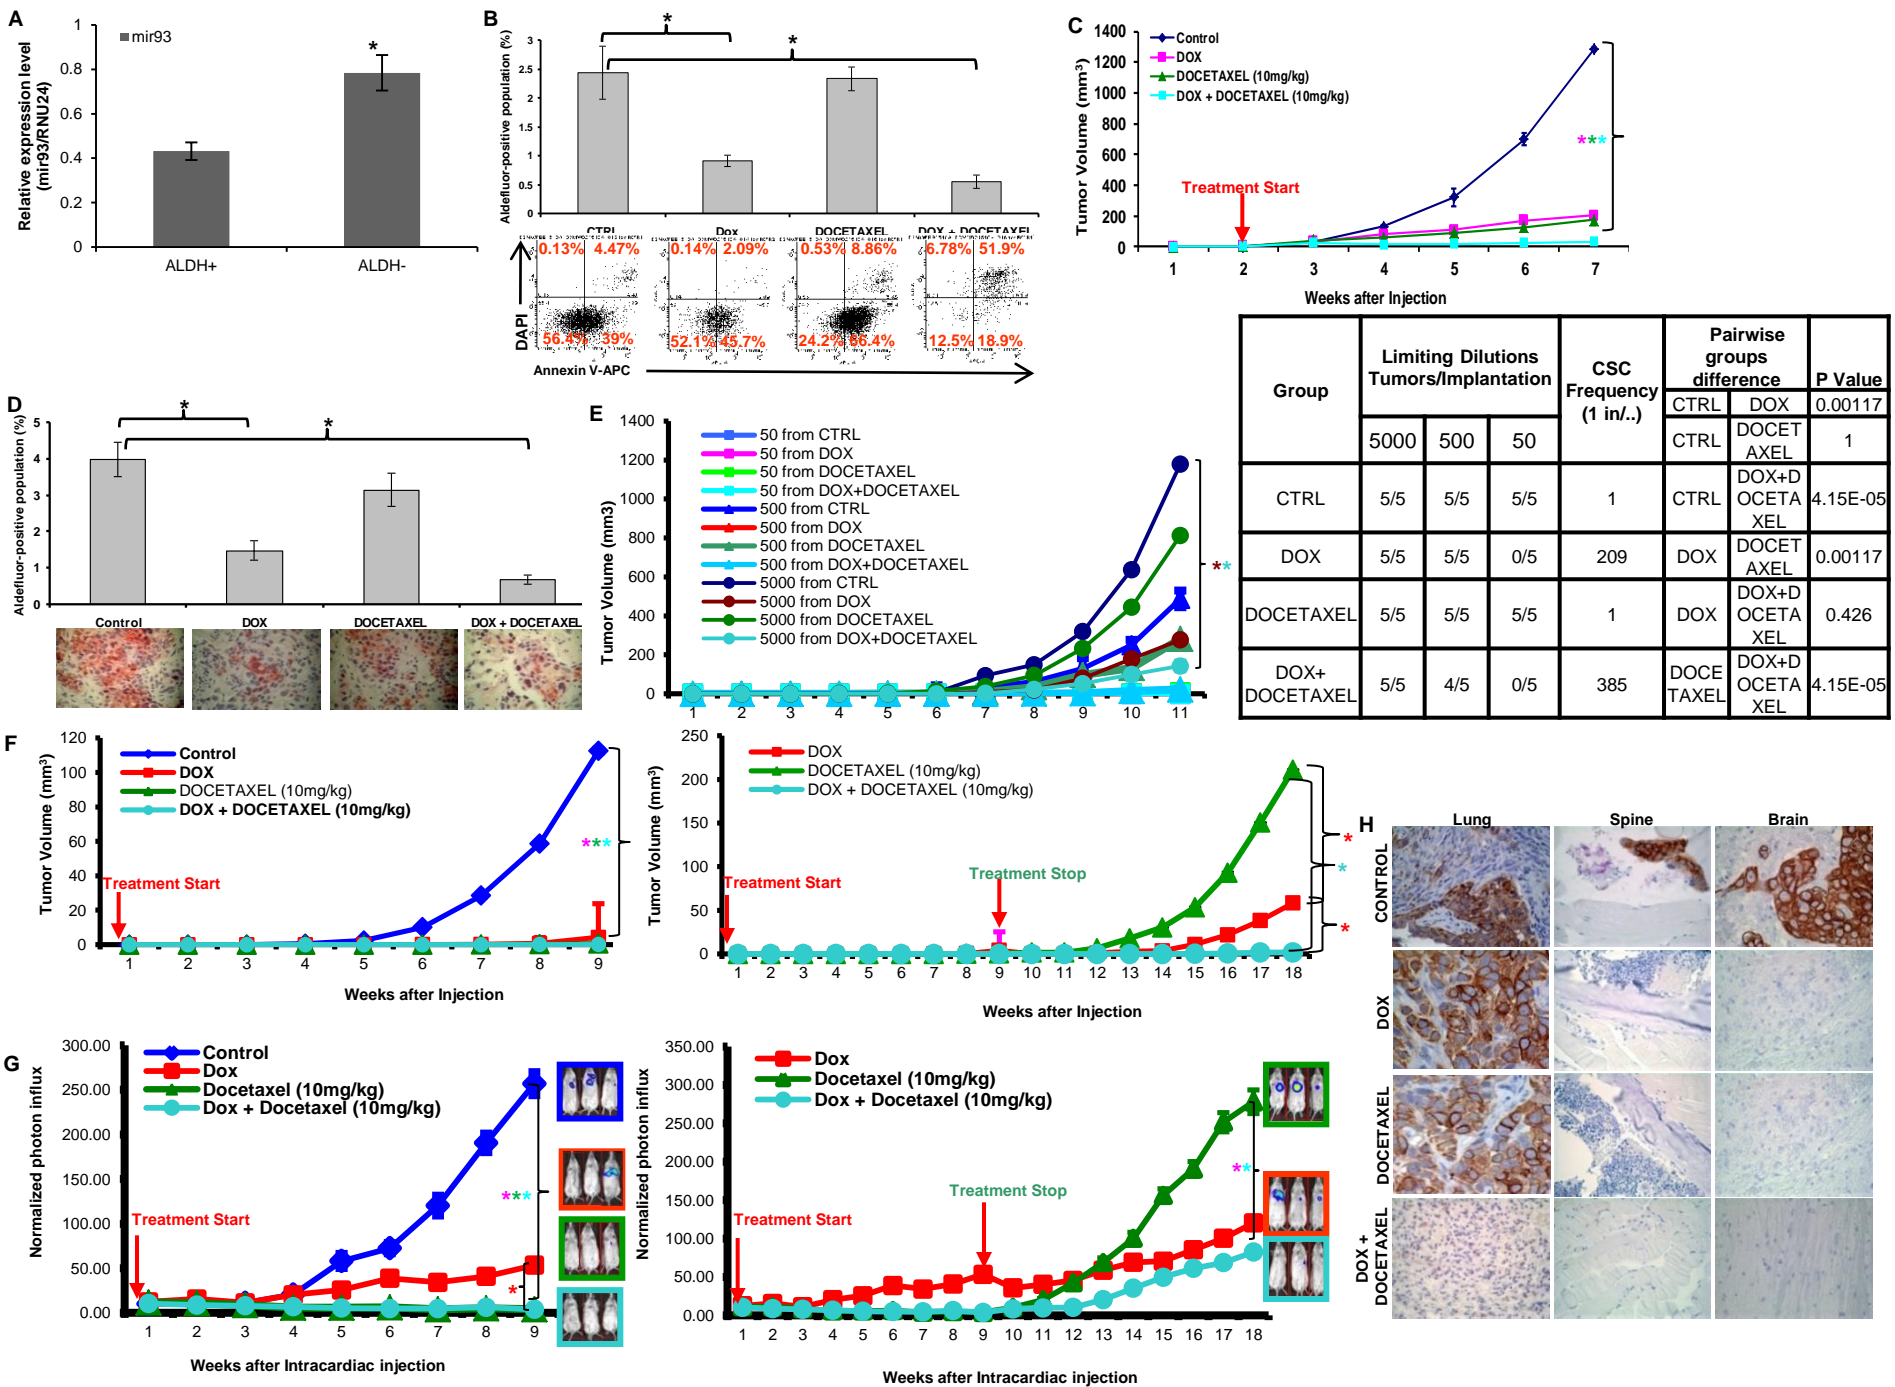 A
Relative expression level
(mir93/RNU24)
1
0.8
0.6
0.4
0.2
0
mir93
*
ALDH+
ALDH-
B
Aldefluor-positive population (%)
3
2.5
2
1.5
1
0.5
0
*
*
CTRL
Dox
DOCETAXEL
DOX + DOCETAXEL
0.13% 4.47%
56.4% 39%
0.14% 2.09%
52.1% 45.7%
0.53% 8.86%
24.2% 66.4%
6.78% 51.9%
12.5% 18.9%
DAPI
Annexin V-APC
C
Tumor Volume (mm³)
1400
1200
1000
800
600
400
200
0
Control
DOX
DOCETAXEL (10mg/kg)
DOX + DOCETAXEL (10mg/kg)
Treatment Start
***
1 2 3 4 5 6 7
Weeks after Injection
D
Aldefluor-positive population (%)
5
4
3
2
1
0
*
*
Control
DOX
DOCETAXEL
DOX + DOCETAXEL
E
Tumor Volume (mm3)
1400
1200
1000
800
600
400
200
0
50 from CTRL
50 from DOX
50 from DOCETAXEL
50 from DOX+DOCETAXEL
500 from CTRL
500 from DOX
500 from DOCETAXEL
500 from DOX+DOCETAXEL
5000 from CTRL
5000 from DOX
5000 from DOCETAXEL
5000 from DOX+DOCETAXEL
**
1 2 3 4 5 6 7 8 9 10 11
Group
Limiting Dilutions
Tumors/Implantation
CSC
Frequency
(1 in/..)
Pairwise
groups
difference
P Value
5000 500 50
CTRL DOX 0.00117
CTRL DOCET
AXEL
1
CTRL 5/5 5/5 5/5 1
CTRL DOX+D
OCETA
XEL
4.15E-05
DOX 5/5 5/5 0/5 209
DOX DOCET
AXEL
0.00117
DOCETAXEL 5/5 5/5 5/5 1
DOX DOX+D
OCETA
XEL
0.426
DOX+
DOCETAXEL
5/5 4/5 0/5 385
DOCE
TAXEL
DOX+D
OCETA
XEL
4.15E-05
F
Tumor Volume (mm³)
120
100
80
60
40
20
0
Control
DOX
DOCETAXEL (10mg/kg)
DOX + DOCETAXEL (10mg/kg)
Treatment Start
***
1 2 3 4 5 6 7 8 9
Weeks after Injection
Tumor Volume (mm³)
250
200
150
100
50
0
DOX
DOCETAXEL (10mg/kg)
DOX + DOCETAXEL (10mg/kg)
Treatment Start
Treatment Stop
*
*
*
1 2 3 4 5 6 7 8 9 10 11 12 13 14 15 16 17 18
Weeks after Injection
G
Normalized photon influx
300.00
250.00
200.00
150.00
100.00
50.00
0.00
Control
Dox
Docetaxel (10mg/kg)
Dox + Docetaxel (10mg/kg)
Treatment Start
***
*
1 2 3 4 5 6 7 8 9
Weeks after Intracardiac injection
Normalized photon influx
350.00
300.00
250.00
200.00
150.00
100.00
50.00
0.00
Dox
Docetaxel (10mg/kg)
Dox + Docetaxel (10mg/kg)
Treatment Start
Treatment Stop
**
1 2 3 4 5 6 7 8 9 10 11 12 13 14 15 16 17 18
Weeks after Intracardiac injection
H
Lung
Spine
Brain
CONTROL
DOX
DOCETAXEL
DOX +
DOCETAXEL